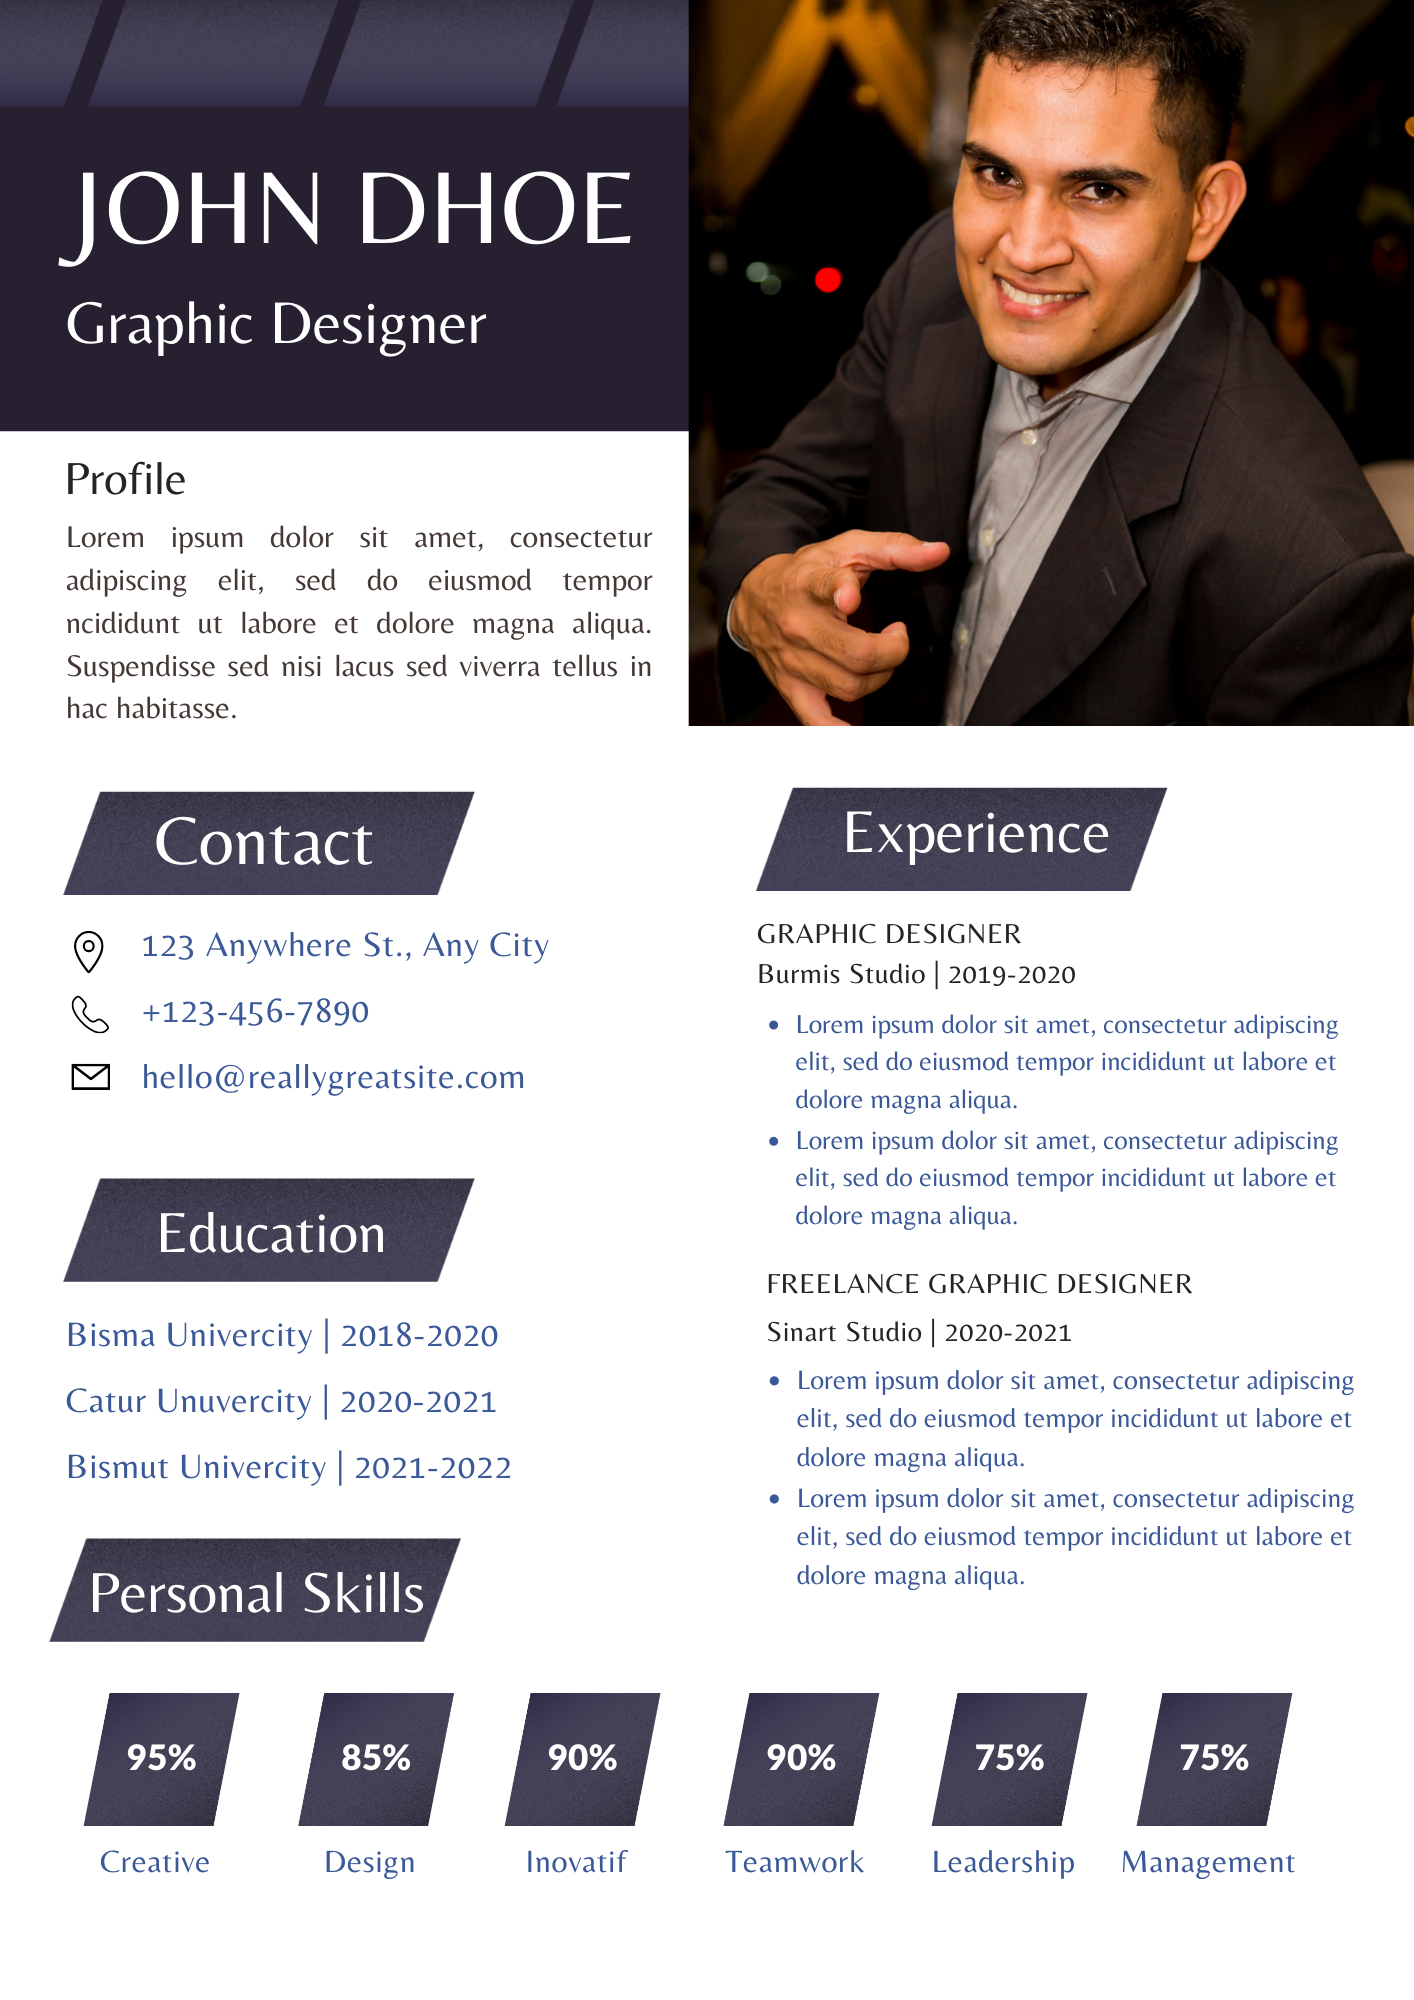 JOHN DHOE
Graphic Designer
Profile
Lorem ipsum dolor sit amet, consectetur
adipiscing elit, sed do eiusmod tempor
ncididunt ut labore et dolore magna aliqua.
Suspendisse sed nisi lacus sed viverra tellus in
hac habitasse.
Contact
123 Anywhere St., Any City
+123-456-7890
hello@reallygreatsite.com
Education
Bisma Univercity | 2018-2020
Catur Unuvercity | 2020-2021
Bismut Univercity | 2021-2022
Experience
GRAPHIC DESIGNER
Burmis Studio | 2019-2020
• Lorem ipsum dolor sit amet, consectetur adipiscing
elit, sed do eiusmod tempor incididunt ut labore et
dolore magna aliqua.
• Lorem ipsum dolor sit amet, consectetur adipiscing
elit, sed do eiusmod tempor incididunt ut labore et
dolore magna aliqua.
FREELANCE GRAPHIC DESIGNER
Sinart Studio | 2020-2021
• Lorem ipsum dolor sit amet, consectetur adipiscing
elit, sed do eiusmod tempor incididunt ut labore et
dolore magna aliqua.
• Lorem ipsum dolor sit amet, consectetur adipiscing
elit, sed do eiusmod tempor incididunt ut labore et
dolore magna aliqua.
Personal Skills
95% 85% 90% 90% 75% 75%
Creative Design Inovatif Teamwork Leadership Management